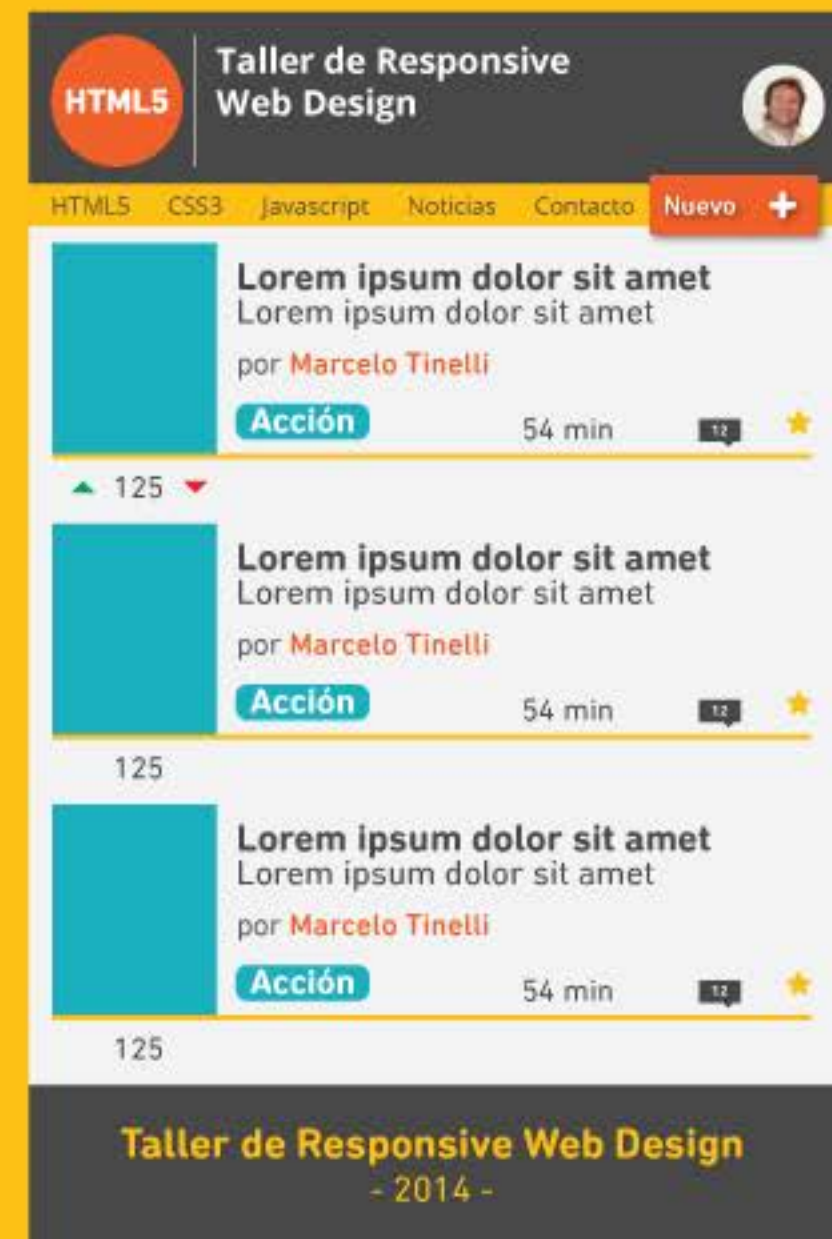 HTML5
Taller de Responsive
Web Design
HTML5 CSS3 Javascript Noticias Contacto Nuevo +
Lorem ipsum dolor sit amet
Lorem ipsum dolor sit amet
por Marcelo Tinelli
Acción 54 min 12
125
Lorem ipsum dolor sit amet
Lorem ipsum dolor sit amet
por Marcelo Tinelli
Acción 54 min 12
125
Lorem ipsum dolor sit amet
Lorem ipsum dolor sit amet
por Marcelo Tinelli
Acción 54 min 12
125
Taller de Responsive Web Design
- 2014 -